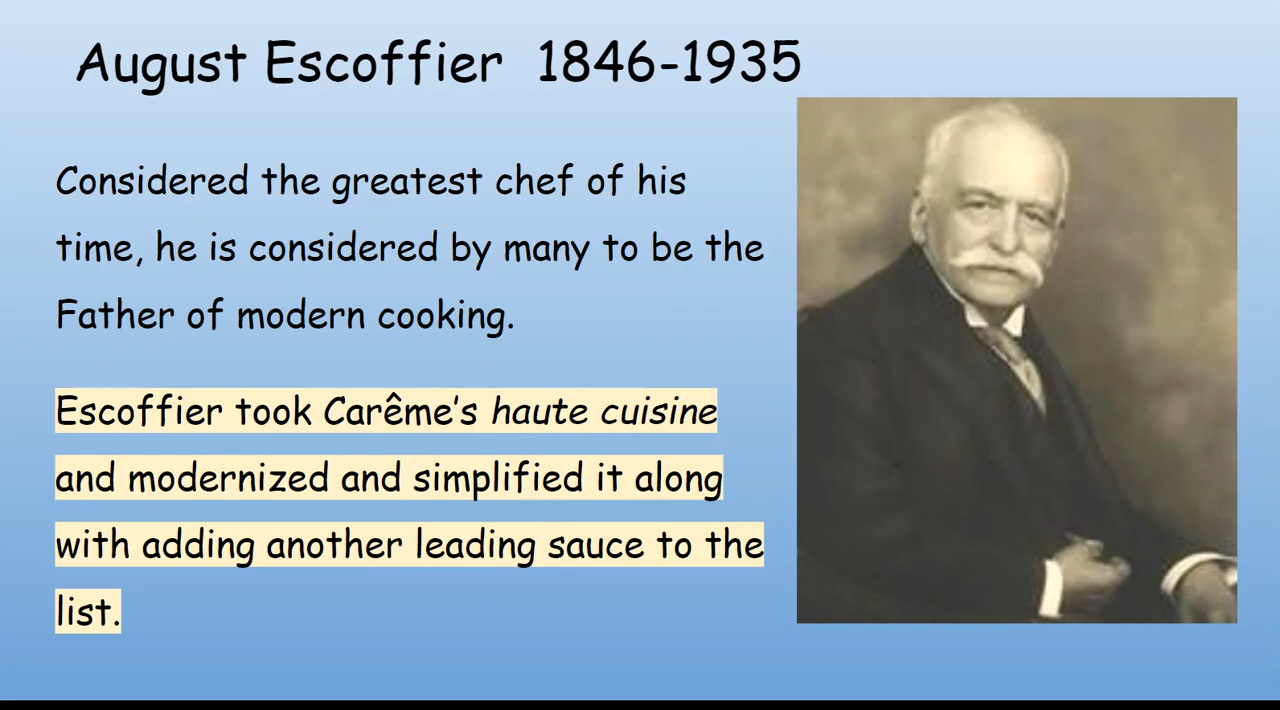 August Escoffier 1846-1935
Considered the greatest chef of his
time, he is considered by many to be the
Father of modern cooking.
Escoffier took Carême's haute cuisine
and modernized and simplified it along
with adding another leading sauce to the
list.